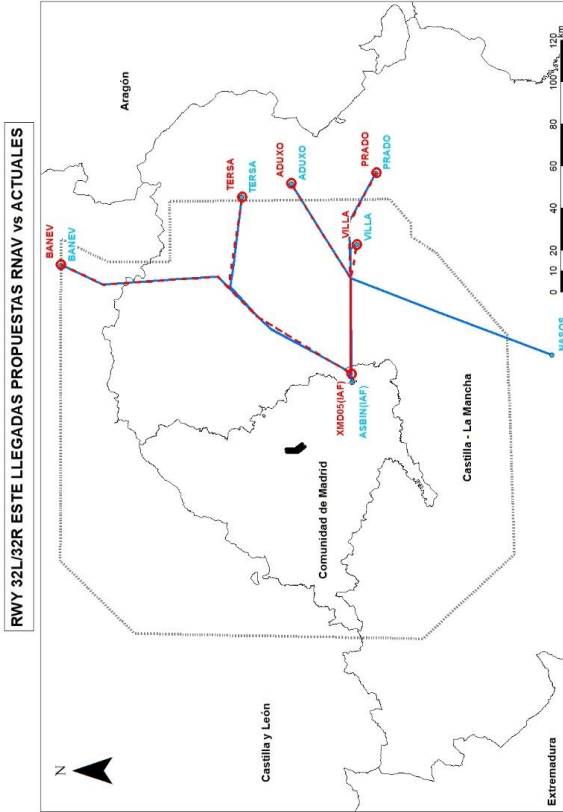 RWY 32L/32R ESTE LLEGADAS PROPUESTAS RNAV vs ACTUALES
N
Aragón
BANEV
BANEV
TERSA
TERSA
ADUXO
ADUXO
PRADO
PRADO
VILLA
VILLA
XMD05(IAF)
ASBIN(IAF)
NASOS
Comunidad de Madrid
Castilla - La Mancha
Castilla y León
Extremadura
0 10 20 40 60 80 100 120
km